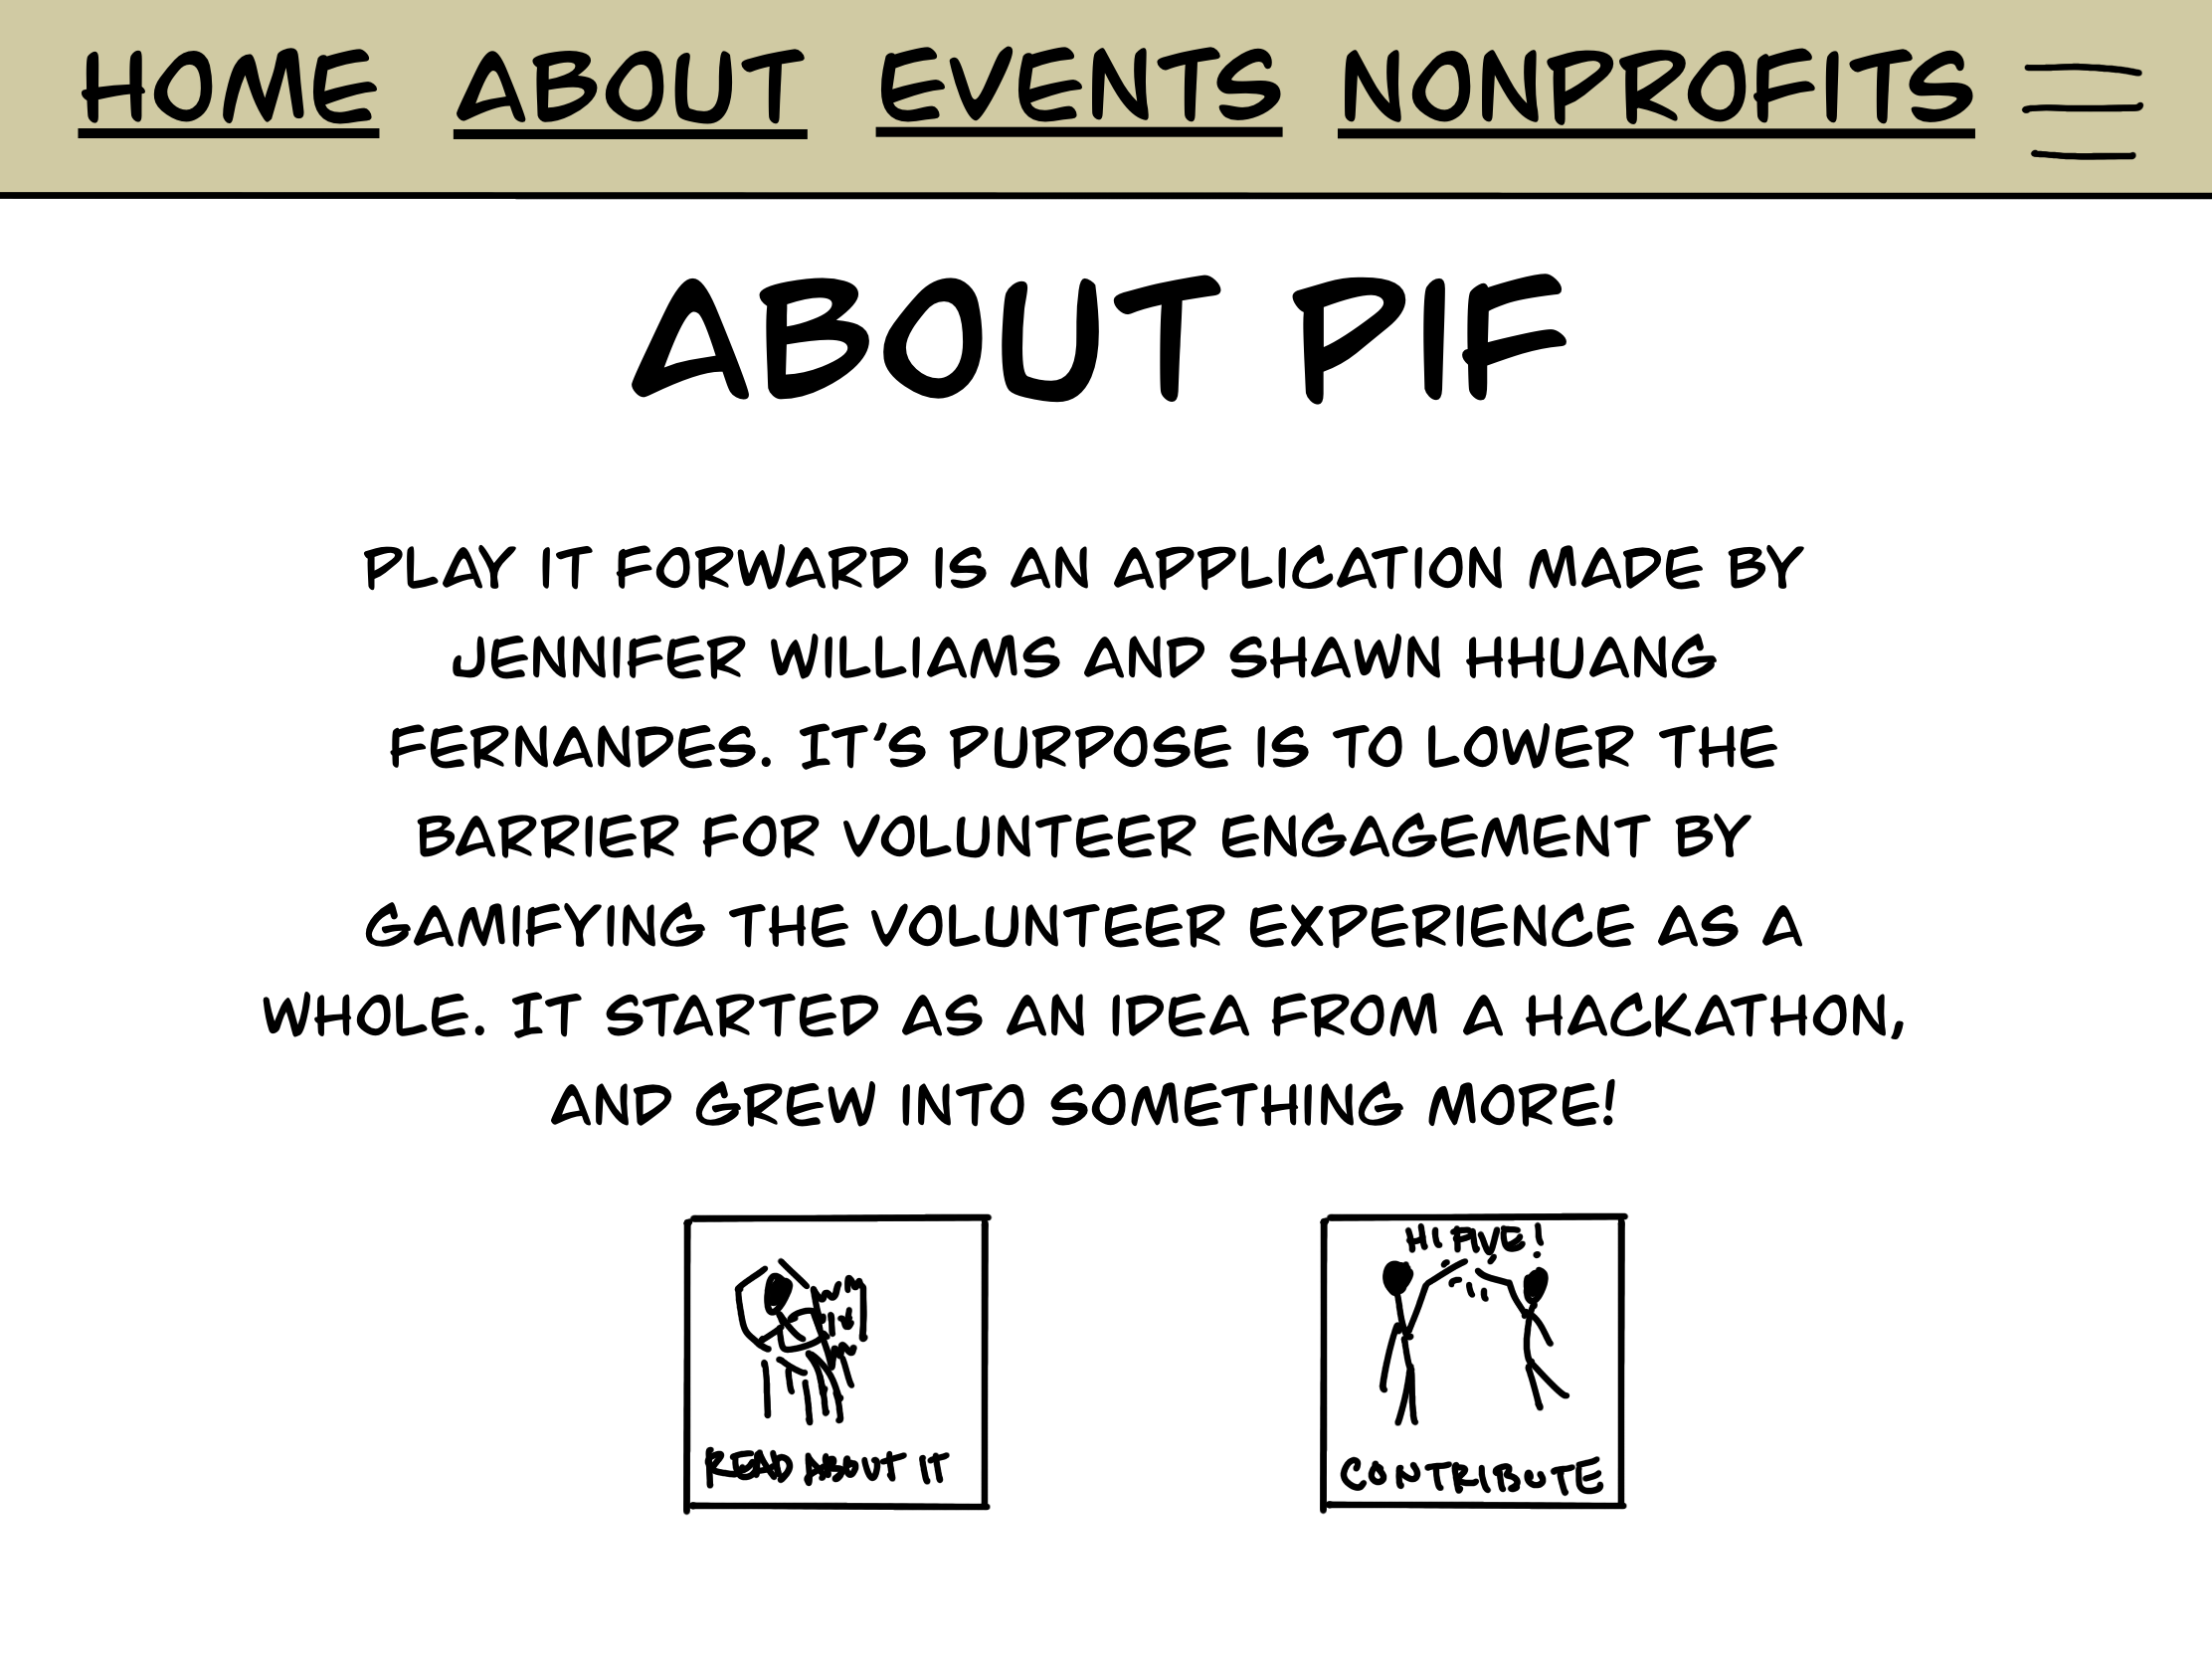 HOME ABOUT EVENTS NONPROFITS
ABOUT PIF
PLAY IT FORWARD IS AN APPLICATION MADE BY
JENNIFER WILLIAMS AND SHAWN HHUANG
FERNANDES. IT'S PURPOSE IS TO LOWER THE
BARRIER FOR VOLUNTEER ENGAGEMENT BY
GAMIFYING THE VOLUNTEER EXPERIENCE AS A
WHOLE. IT STARTED AS AN IDEA FROM A HACKATHON,
AND GREW INTO SOMETHING MORE!
HI FIVE!
READ ABOUT IT
CONTRIBUTE